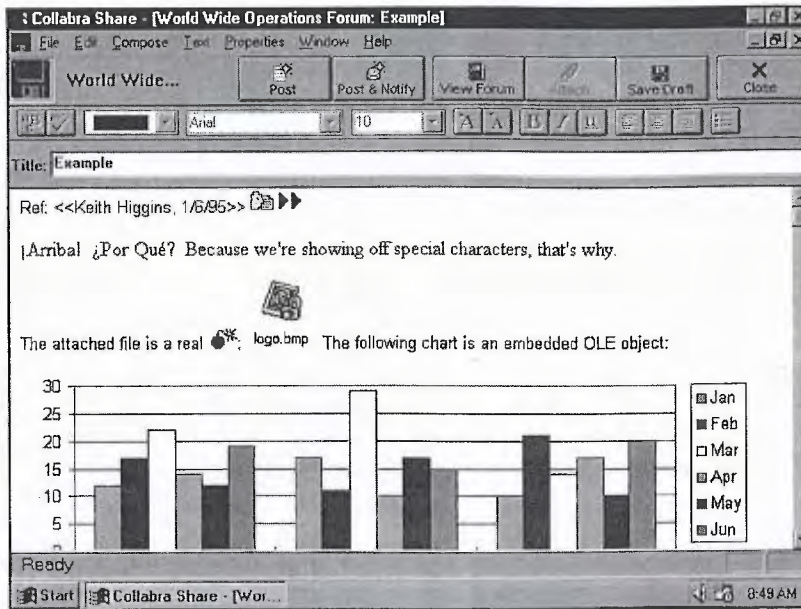 Collabra Share - [World Wide Operations Forum: Example]
File Edit Compose Text Properties Window Help
World Wide... Post Post & Notify View Forum Attach Save Draft Close
Arial 10 A A B I u
Title: Example
Ref: <<Keith Higgins, 1/6/95>>
¡Arriba! ¿Por Qué? Because we're showing off special characters, that's why.
The attached file is a real ; logo.bmp The following chart is an embedded OLE object:
30
25
20
15
10
5
Jan
Feb
Mar
Apr
May
Jun
Ready
Start Collabra Share - [Wor... 8:49 AM